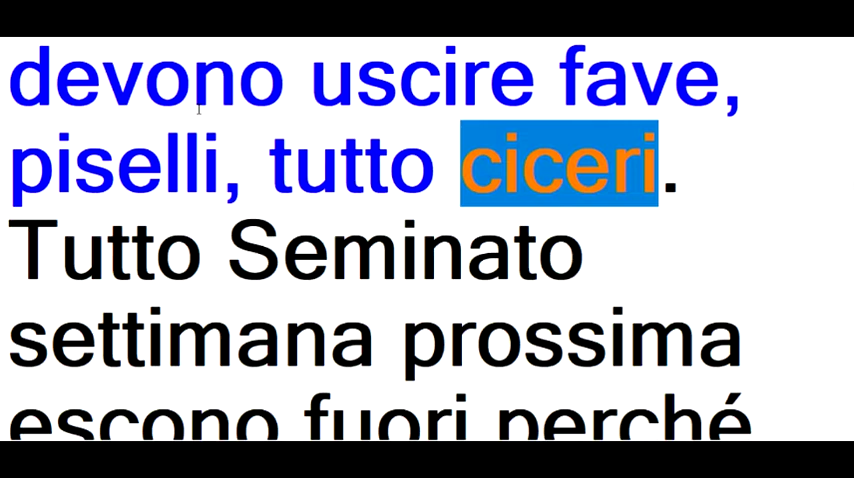 devono uscire fave,
piselli, tutto ciceri.
Tutto Seminato
settimana prossima
escono fuori perché